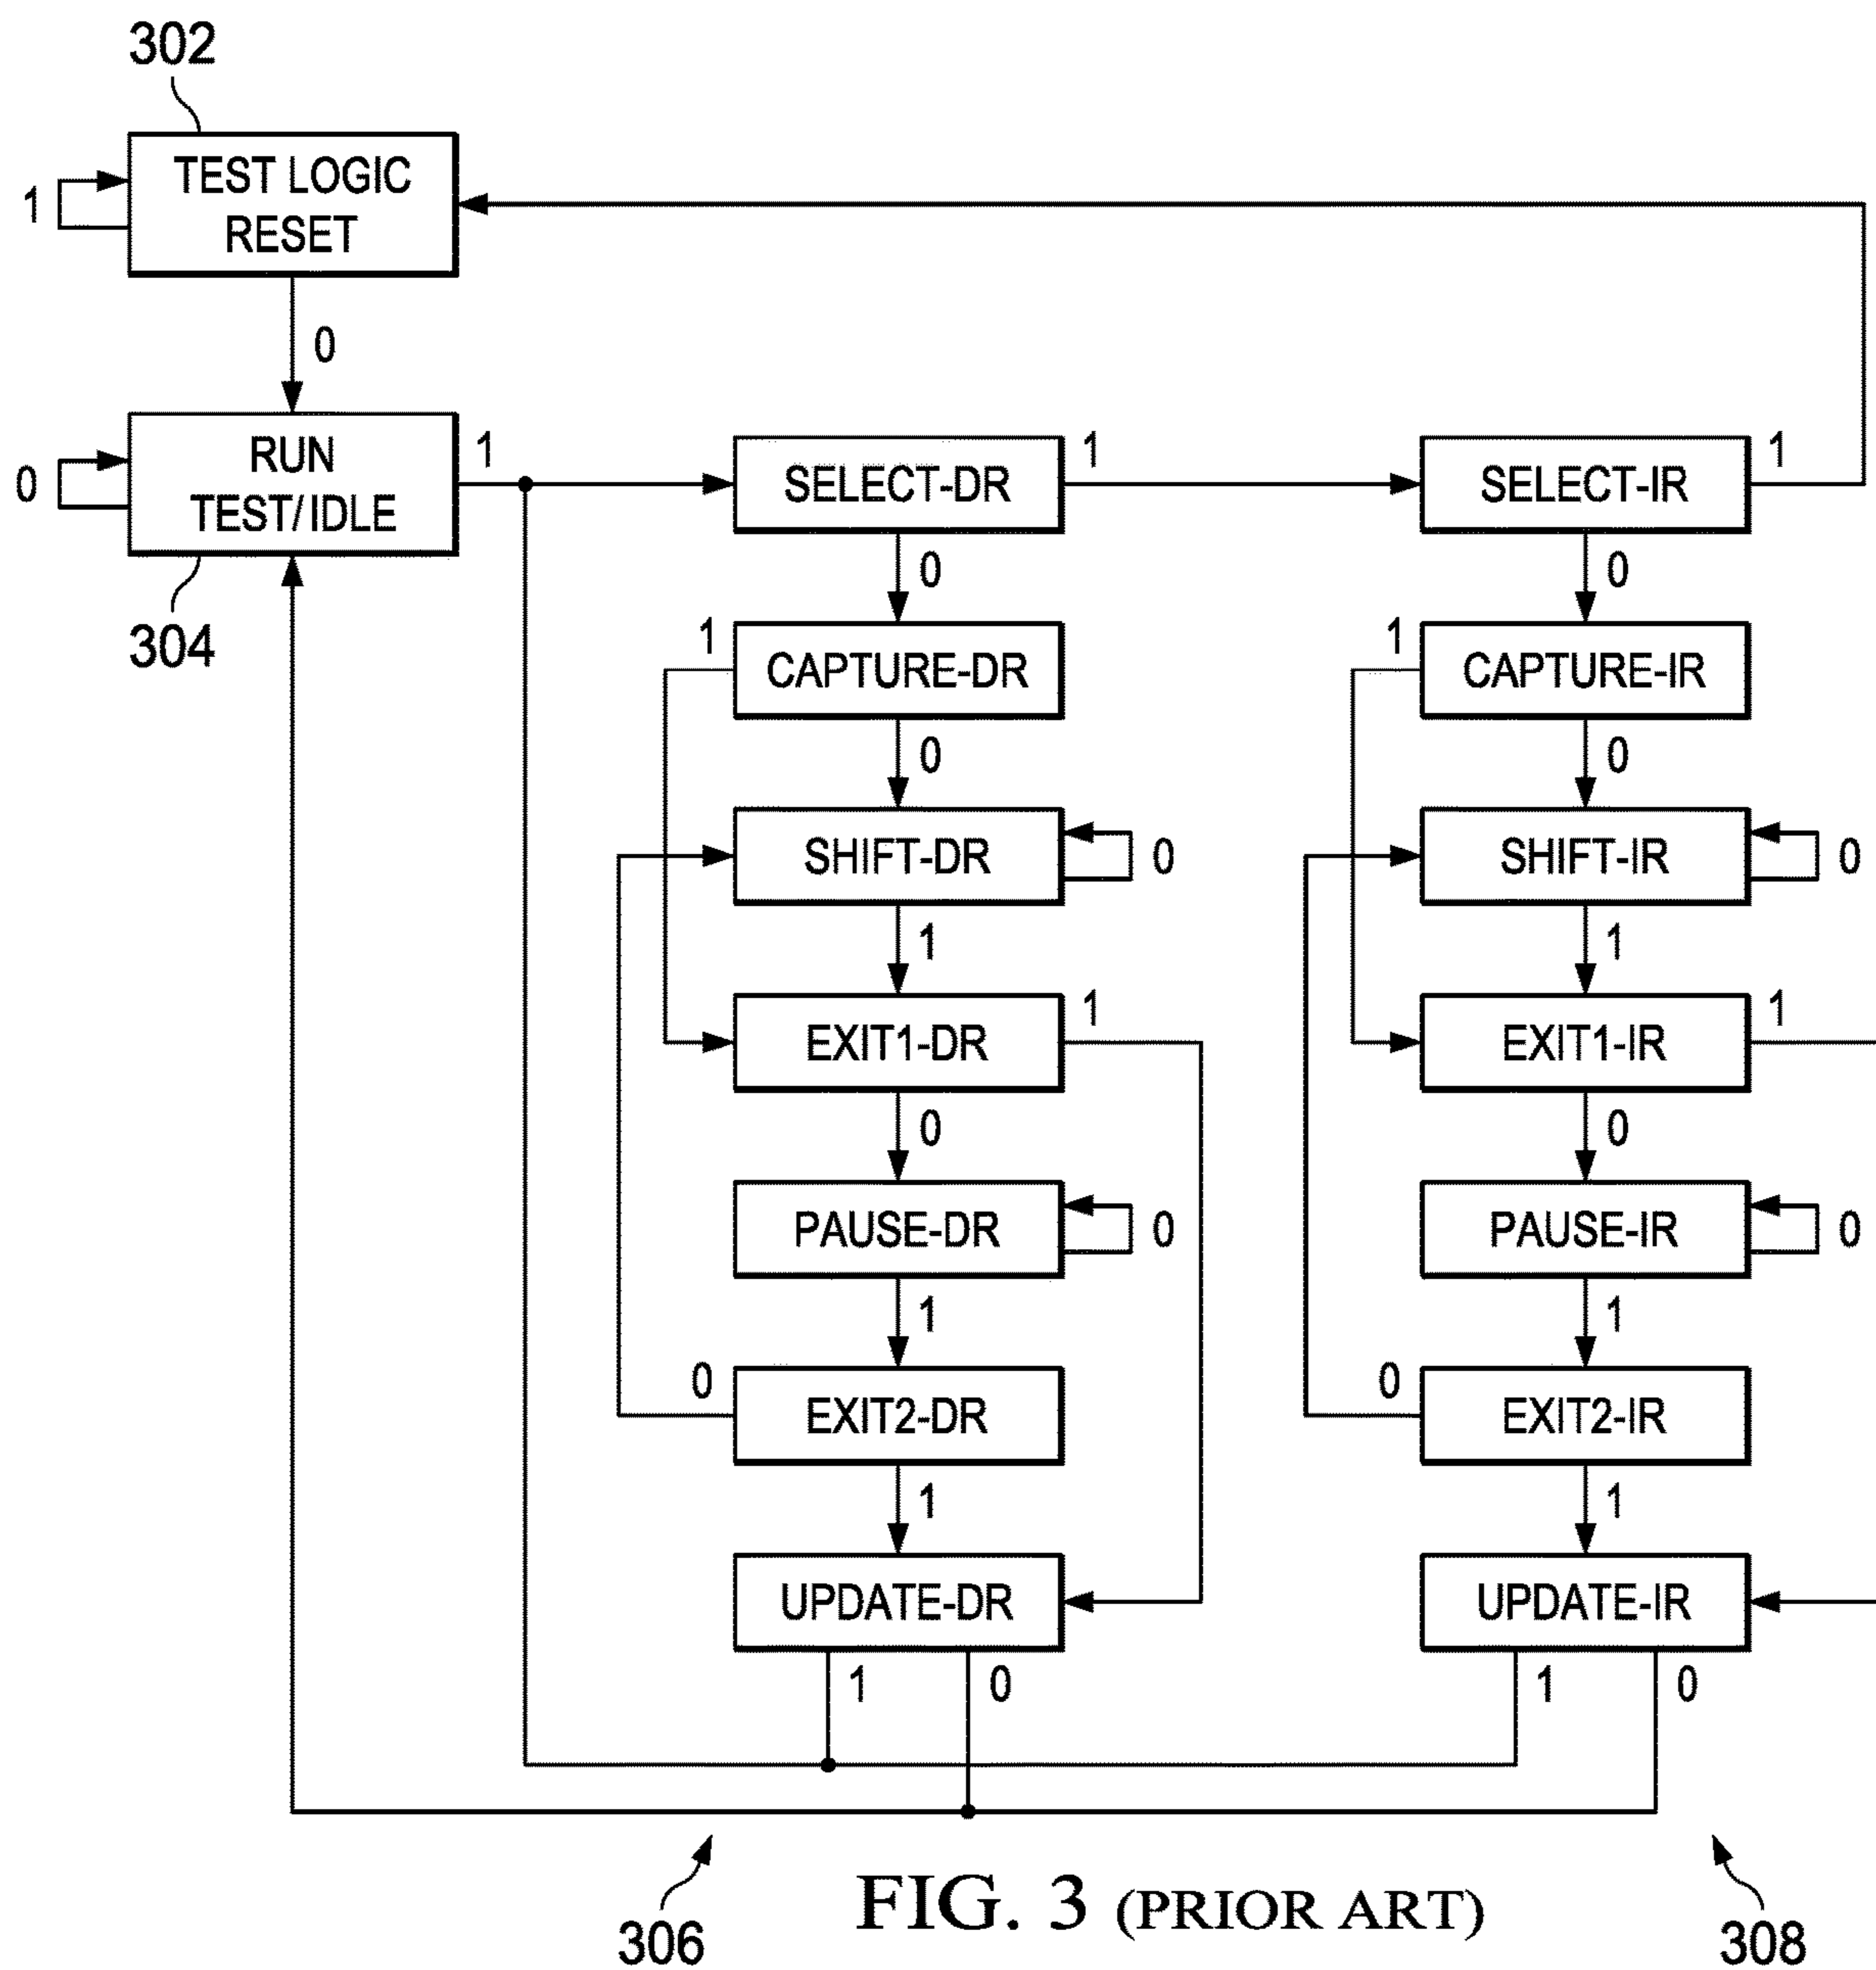 302
TEST LOGIC
RESET
1
0
RUN
TEST/IDLE
0
1
304
SELECT-DR
1
SELECT-IR
1
0
0
1
CAPTURE-DR
1
CAPTURE-IR
0
0
SHIFT-DR
0
SHIFT-IR
0
1
1
EXIT1-DR
1
EXIT1-IR
1
0
0
PAUSE-DR
0
PAUSE-IR
0
1
1
0
EXIT2-DR
0
EXIT2-IR
1
1
UPDATE-DR
UPDATE-IR
1
0
1
0
306
FIG. 3 (PRIOR ART)
308